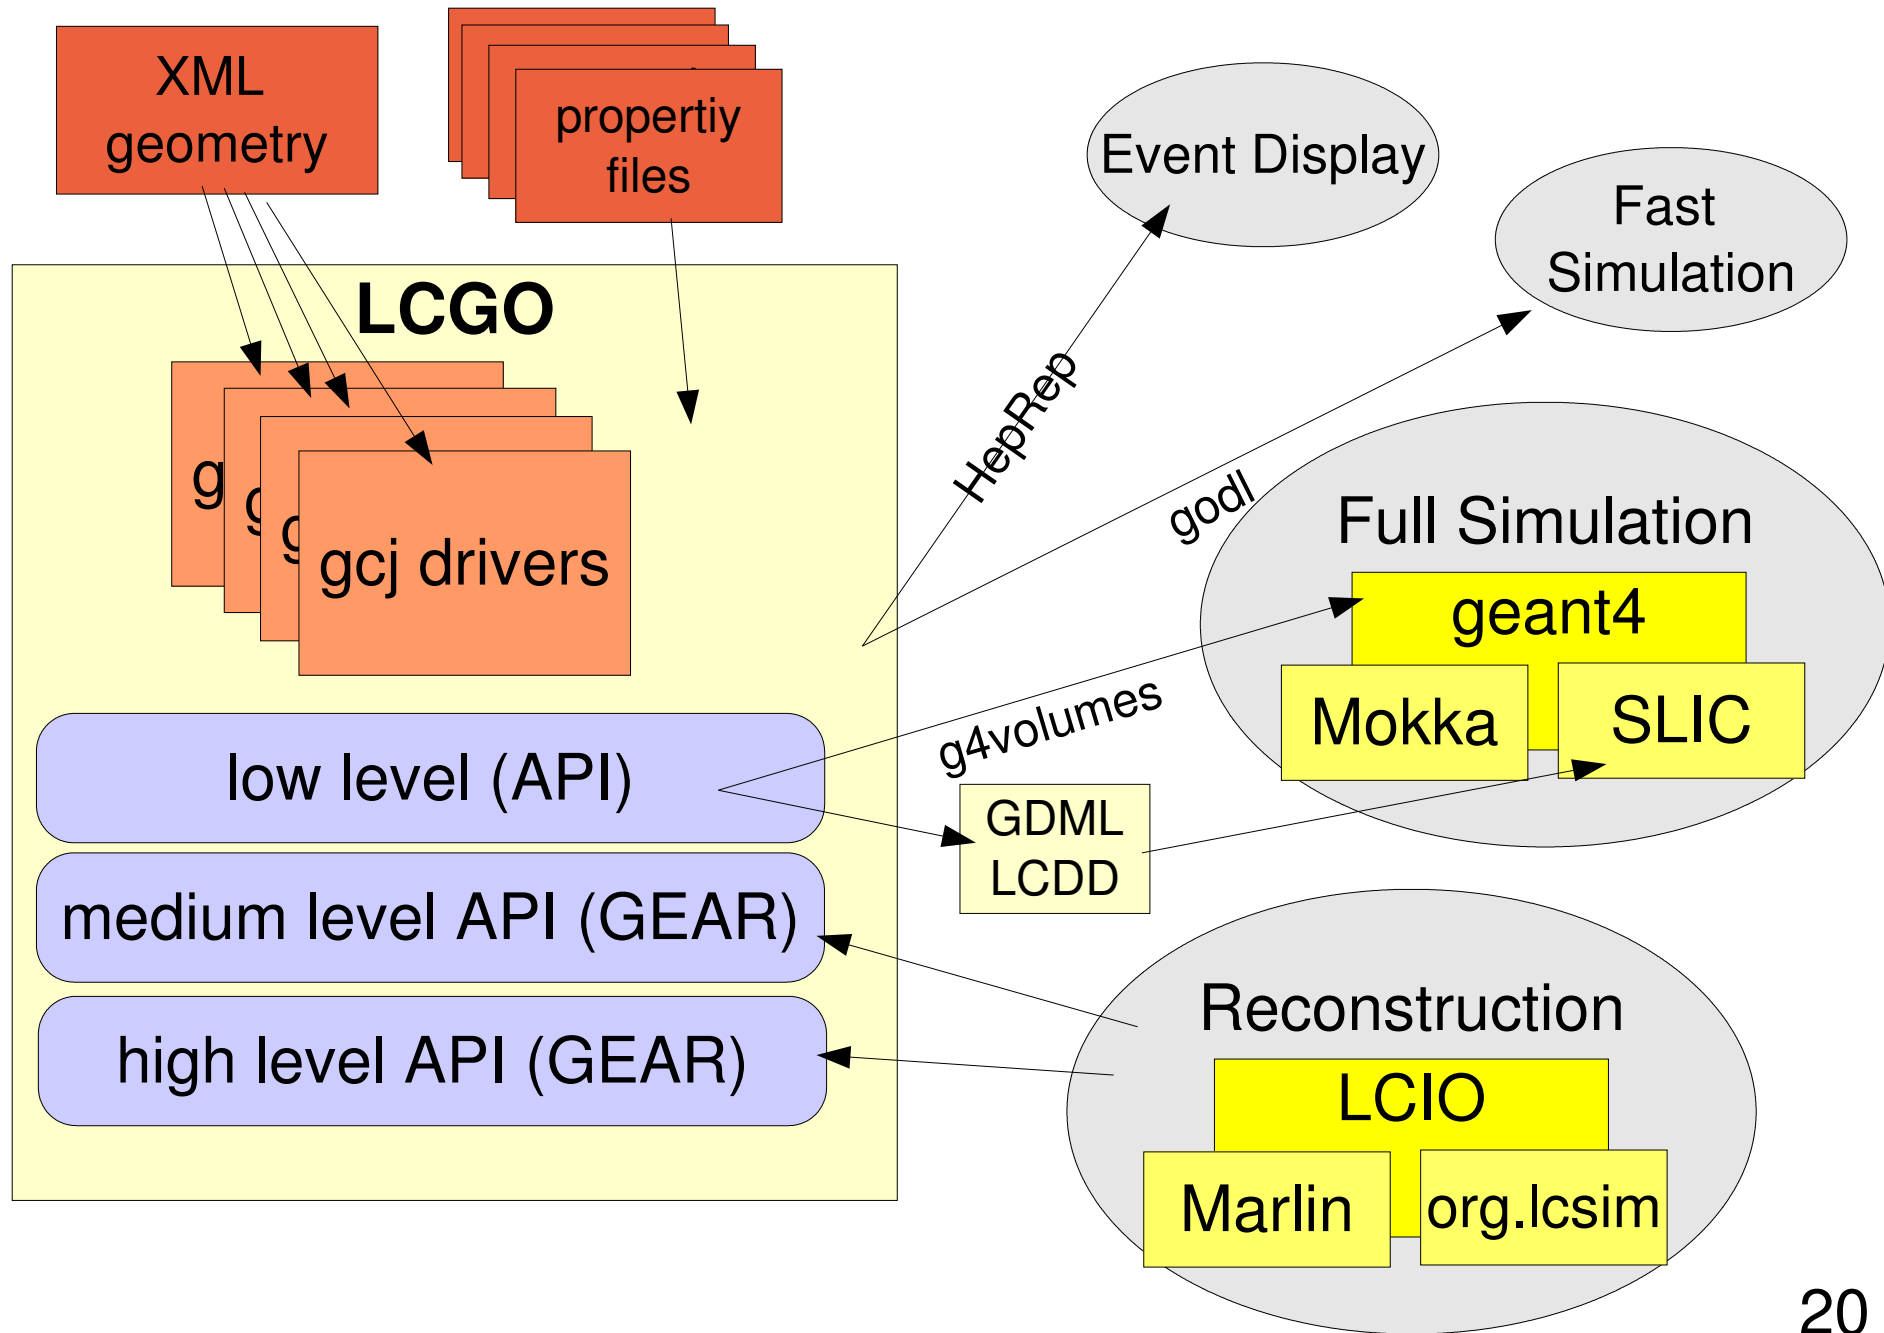 XML
geometry
propertiy
files
Event Display
Fast
Simulation
LCGO
g
g
g
gcj drivers
HepRep
godl
Full Simulation
geant4
Mokka
SLIC
g4volumes
low level (API)
GDML
LCDD
medium level API (GEAR)
high level API (GEAR)
Reconstruction
LCIO
Marlin
org.lcsim
20